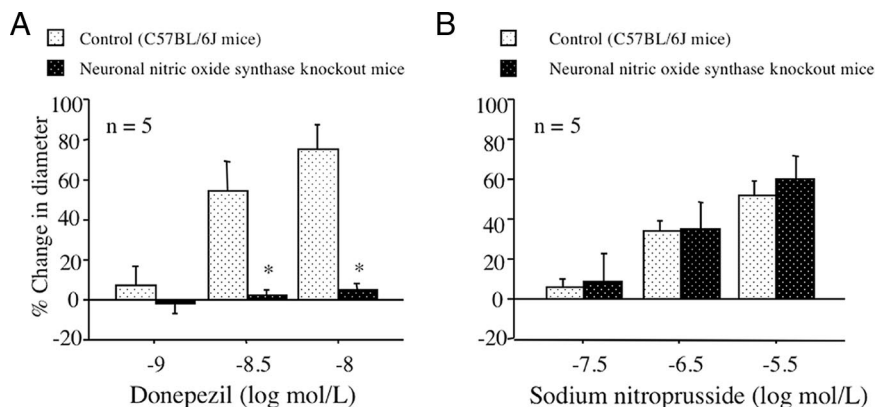 A
Control (C57BL/6J mice)
Neuronal nitric oxide synthase knockout mice
% Change in diameter
100
80
60
40
20
0
-20
n = 5
*
*
-9
-8.5
-8
Donepezil (log mol/L)
B
Control (C57BL/6J mice)
Neuronal nitric oxide synthase knockout mice
100
80
60
40
20
0
-20
n = 5
-7.5
-6.5
-5.5
Sodium nitroprusside (log mol/L)